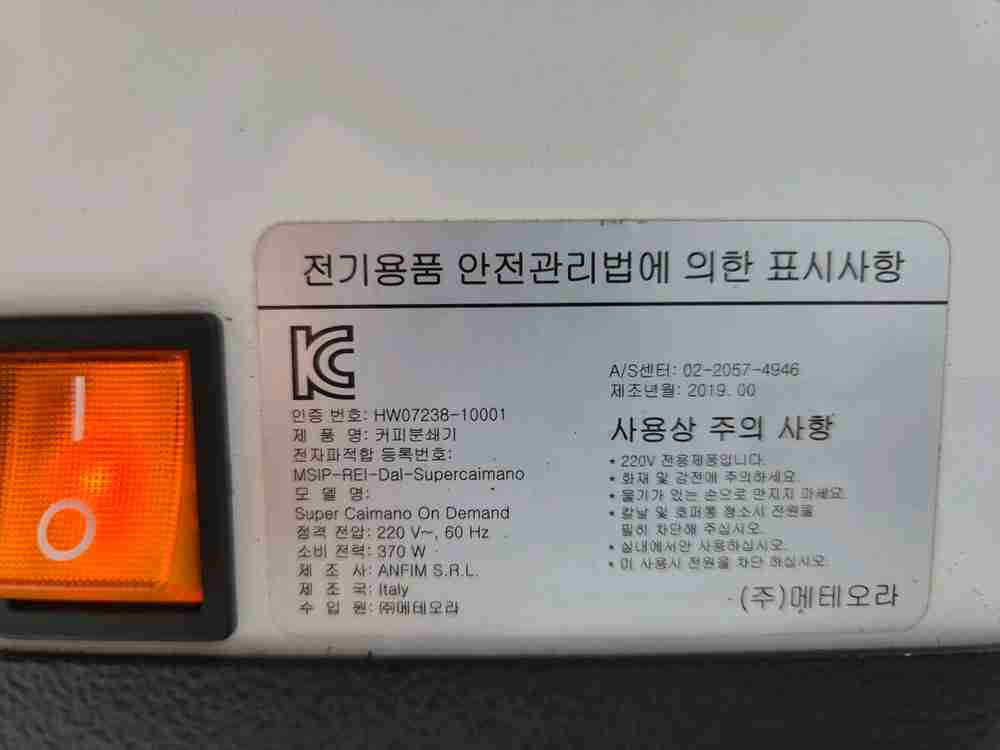 전기용품 안전관리법에 의한 표시사항
인증 번호: HW07238-10001
제 품 명: 커피분쇄기
전자파적합 등록번호:
MSIP-REI-Dal-Supercaimano
모 델 명:
Super Caimano On Demand
정격 전압: 220 V~, 60 Hz
소비 전력: 370 W
제 조 사: ANFIM S.R.L.
제 조 국: Italy
수 입 원: ㈜메테오라
A/S센터: 02-2057-4946
제조년월: 2019. 00
사용상 주의 사항
* 220V 전용제품입니다.
* 화재 및 감전에 주의하세요.
* 물기가 있는 손으로 만지지 마세요.
* 칼날 및 호퍼통 청소시 전원을
필히 차단해 주십시오.
* 실내에서만 사용하십시오.
* 미 사용시 전원을 차단 하십시오.
(주)메테오라